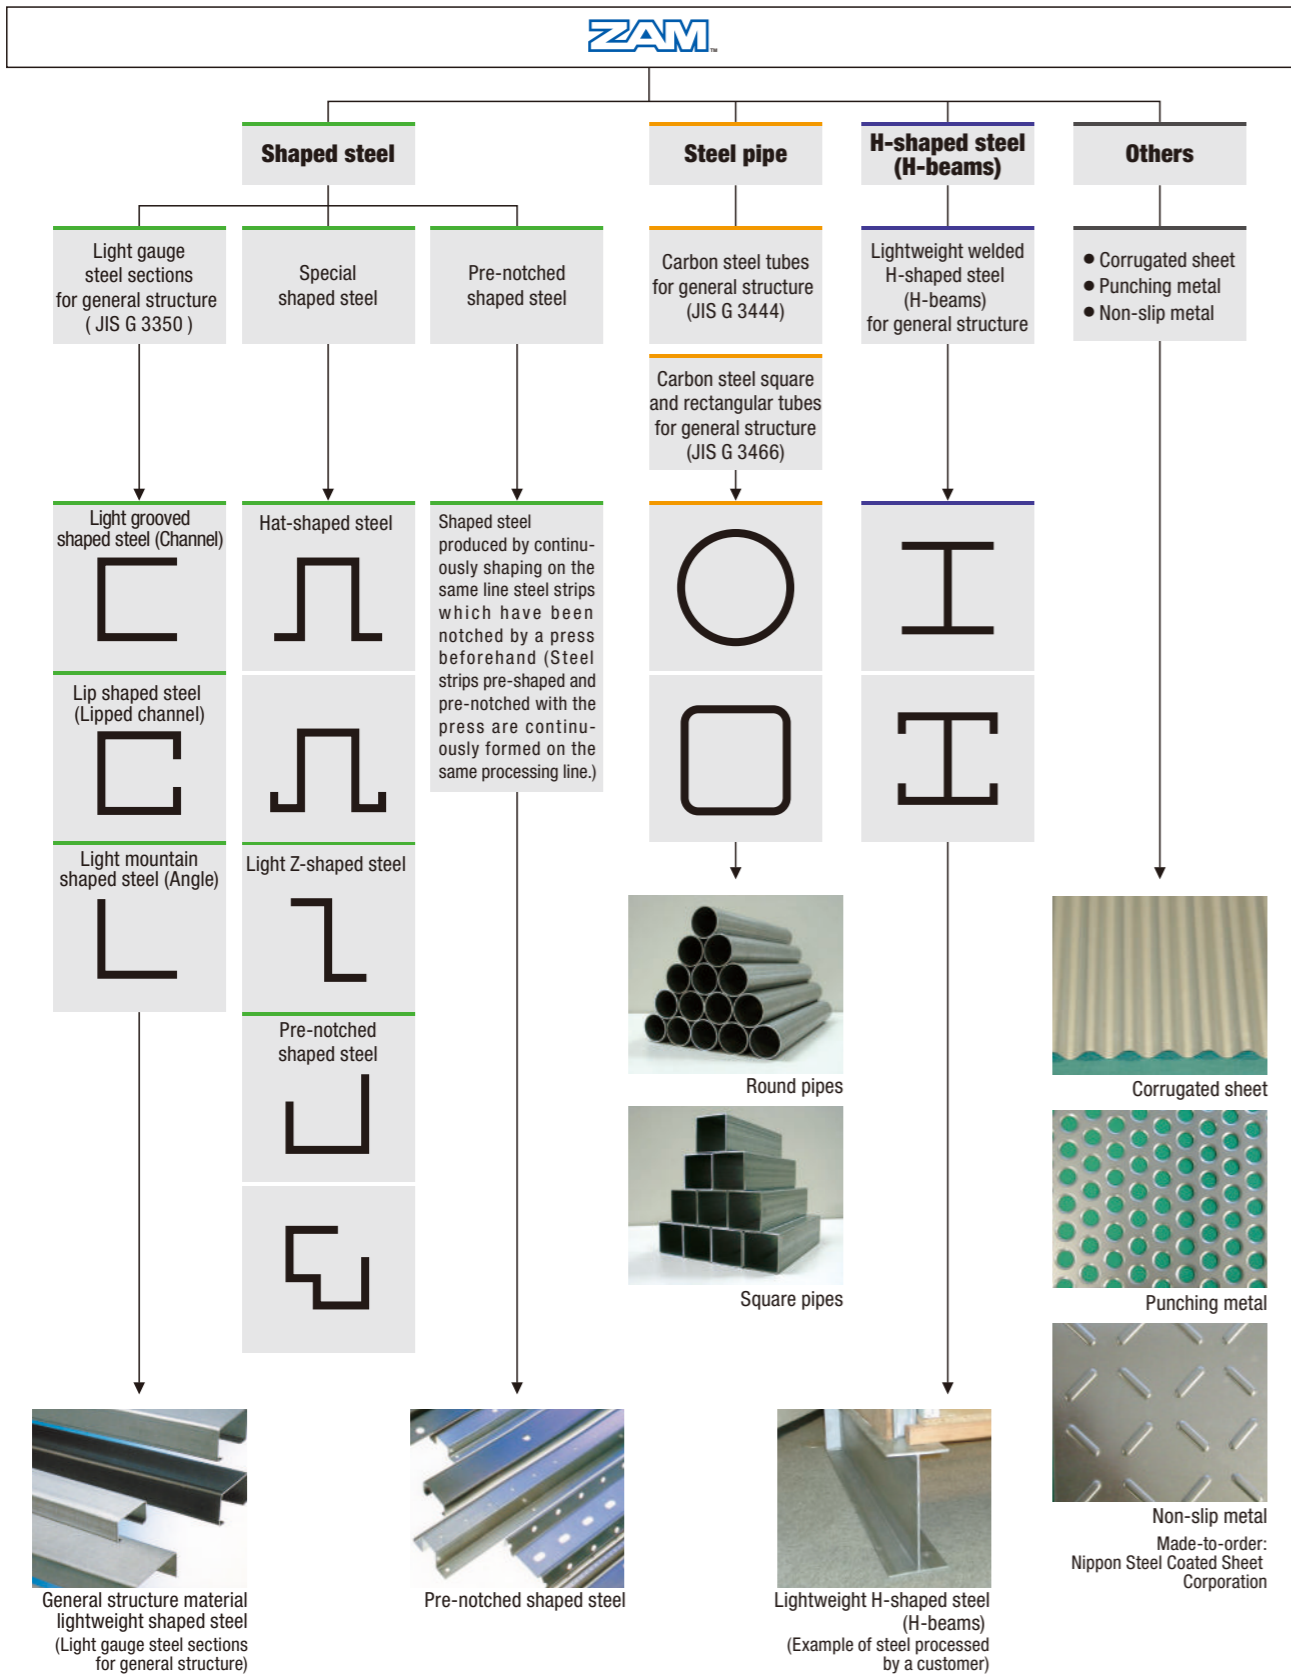 ZAM™
Shaped steel
Steel pipe
H-shaped steel
(H-beams)
Others
Light gauge
steel sections
for general structure
( JIS G 3350 )
Special
shaped steel
Pre-notched
shaped steel
Carbon steel tubes
for general structure
(JIS G 3444)
Carbon steel square
and rectangular tubes
for general structure
(JIS G 3466)
Lightweight welded
H-shaped steel
(H-beams)
for general structure
● Corrugated sheet
● Punching metal
● Non-slip metal
Light grooved
shaped steel (Channel)
Lip shaped steel
(Lipped channel)
Light mountain
shaped steel (Angle)
Hat-shaped steel
Light Z-shaped steel
Pre-notched
shaped steel
Shaped steel
produced by continu-
ously shaping on the
same line steel strips
which have been
notched by a press
beforehand (Steel
strips pre-shaped and
pre-notched with the
press are continu-
ously formed on the
same processing line.)
Round pipes
Square pipes
Corrugated sheet
Punching metal
Non-slip metal
Made-to-order:
Nippon Steel Coated Sheet
Corporation
General structure material
lightweight shaped steel
(Light gauge steel sections
for general structure)
Pre-notched shaped steel
Lightweight H-shaped steel
(H-beams)
(Example of steel processed
by a customer)